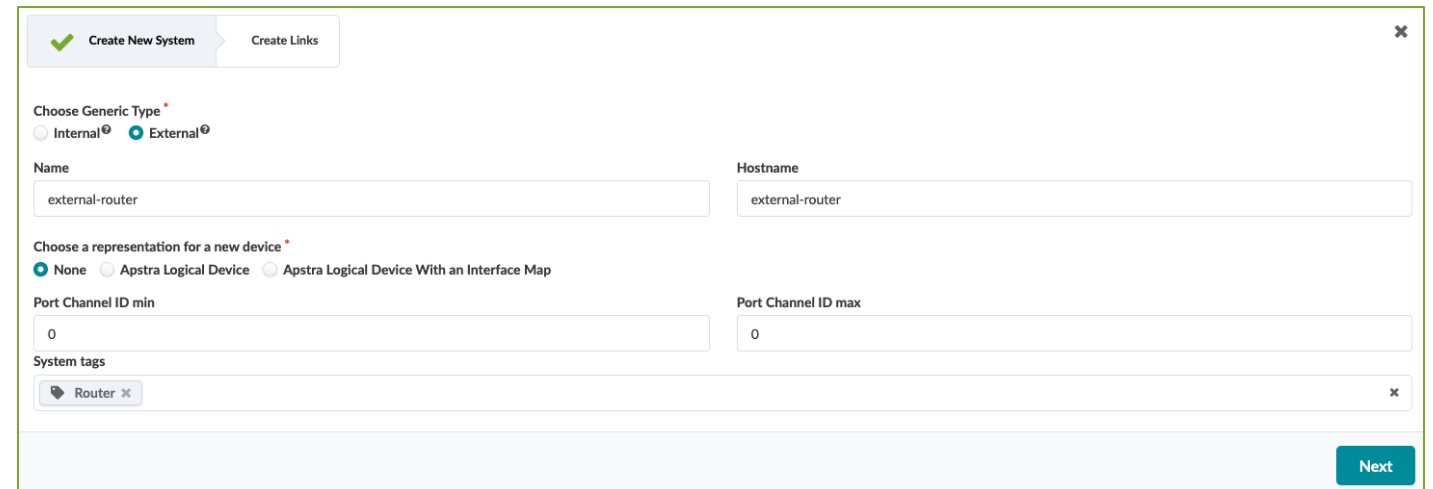 Create New System Create Links
Choose Generic Type *
Internal External
Name Hostname
external-router external-router
Choose a representation for a new device *
None Apstra Logical Device Apstra Logical Device With an Interface Map
Port Channel ID min Port Channel ID max
0 0
System tags
Router
Next